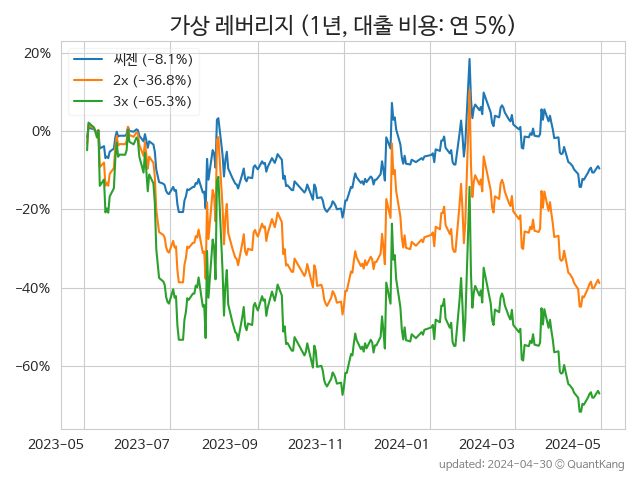 가상 레버리지 (1년, 대출 비용: 연 5%)
씨젠 (−8.1%)
2x (−36.8%)
3x (−65.3%)
20%
0%
−20%
−40%
−60%
2023-05
2023-07
2023-09
2023-11
2024-01
2024-03
2024-05
updated: 2024-04-30 © QuantKang